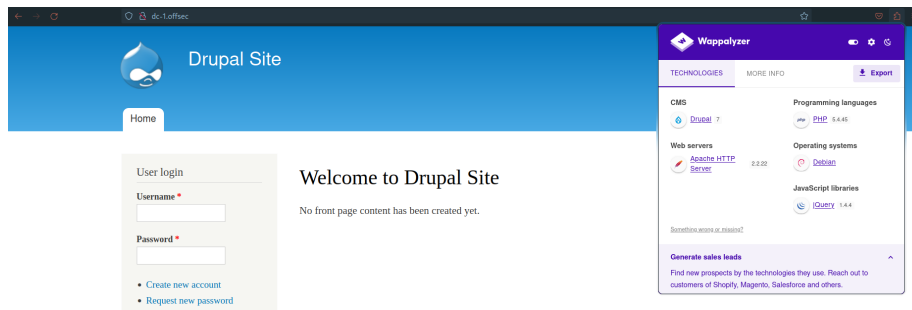 dc-1.offsec
Drupal Site
Home
User login
Username *
Password *
Create new account
Request new password
Welcome to Drupal Site
No front page content has been created yet.
Wappalyzer
TECHNOLOGIES
MORE INFO
Export
CMS
Drupal 7
Web servers
Apache HTTP
Server 2.2.22
Programming languages
PHP 5.4.45
Operating systems
Debian
JavaScript libraries
jQuery 1.4.4
Something wrong or missing?
Generate sales leads
Find new prospects by the technologies they use. Reach out to
customers of Shopify, Magento, Salesforce and others.